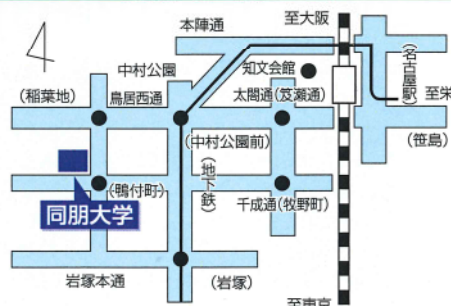 本陣通
至大阪
中村公園
知文会館
(名古屋駅)
(稲葉地)
鳥居西通
太閤通(笈瀬通)
至栄
(中村公園前)
(笹島)
(地下鉄)
(鴨付町)
千成通(牧野町)
同朋大学
岩塚本通
(岩塚)
至東京